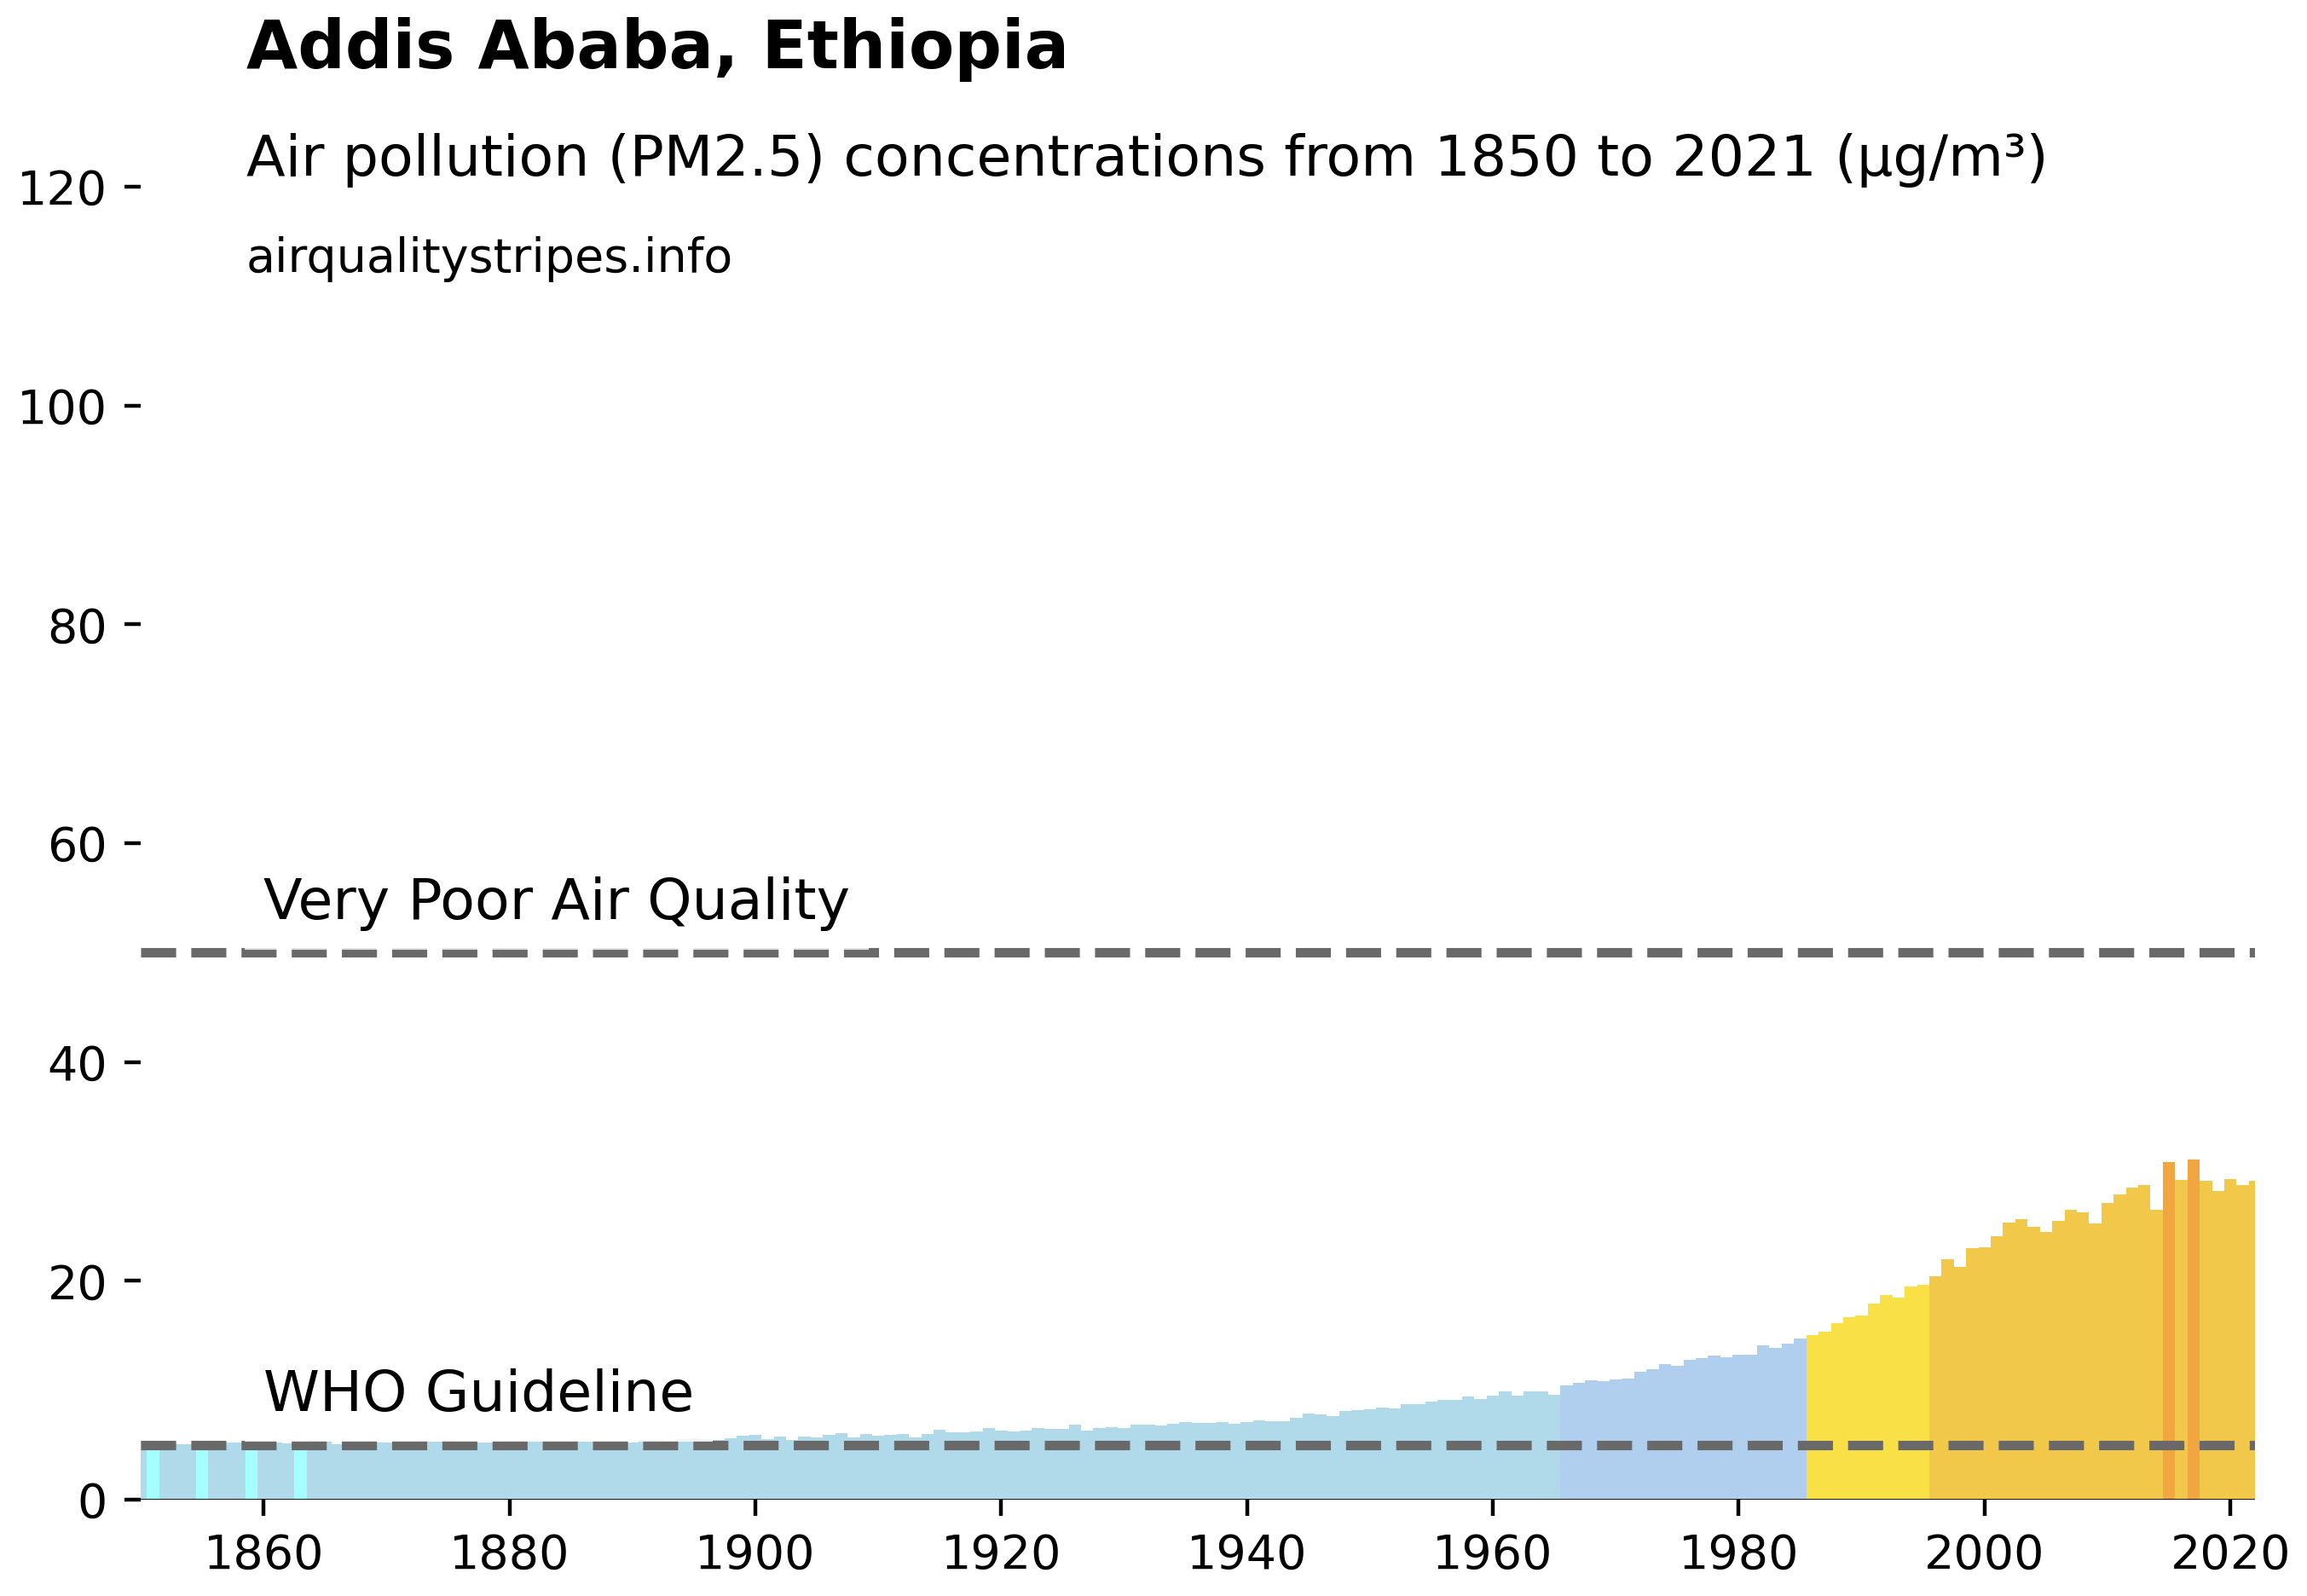 Addis Ababa, Ethiopia
Air pollution (PM2.5) concentrations from 1850 to 2021 (µg/m³)
airqualitystripes.info
120
100
80
60
Very Poor Air Quality
40
20
WHO Guideline
0
1860 1880 1900 1920 1940 1960 1980 2000 2020